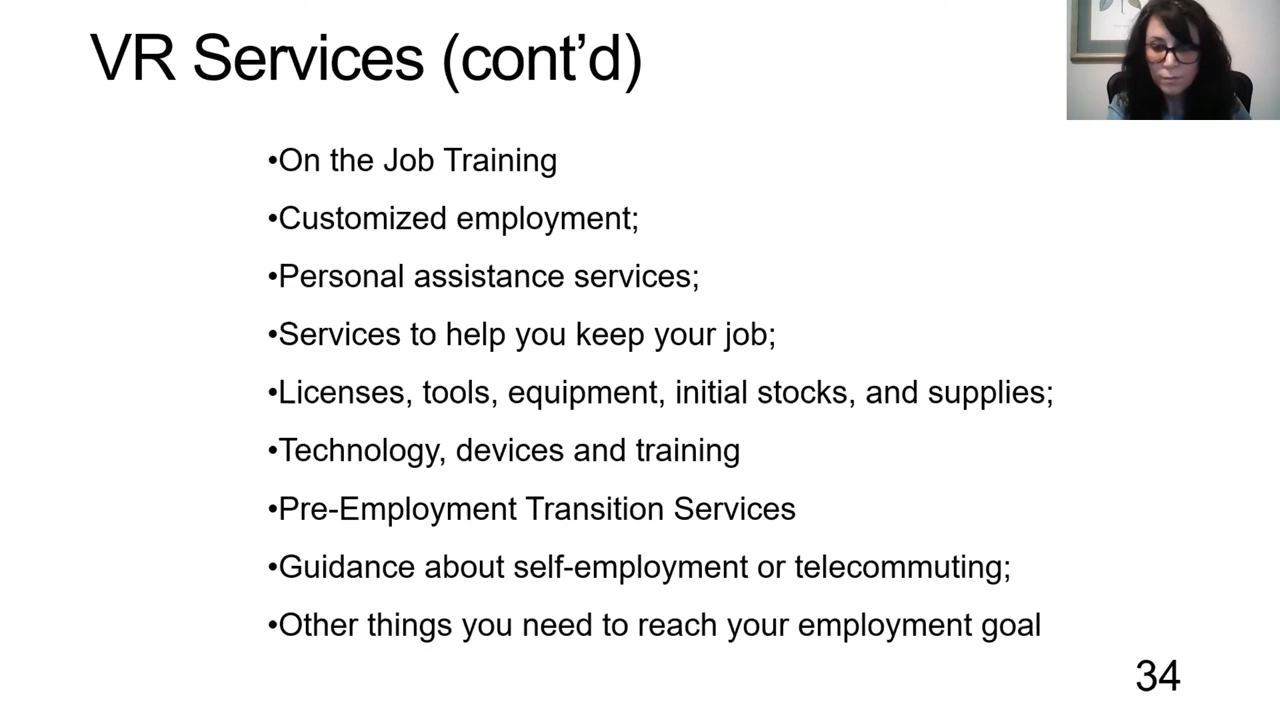 VR Services (cont’d)
•On the Job Training
•Customized employment;
•Personal assistance services;
•Services to help you keep your job;
•Licenses, tools, equipment, initial stocks, and supplies;
•Technology, devices and training
•Pre-Employment Transition Services
•Guidance about self-employment or telecommuting;
•Other things you need to reach your employment goal
34